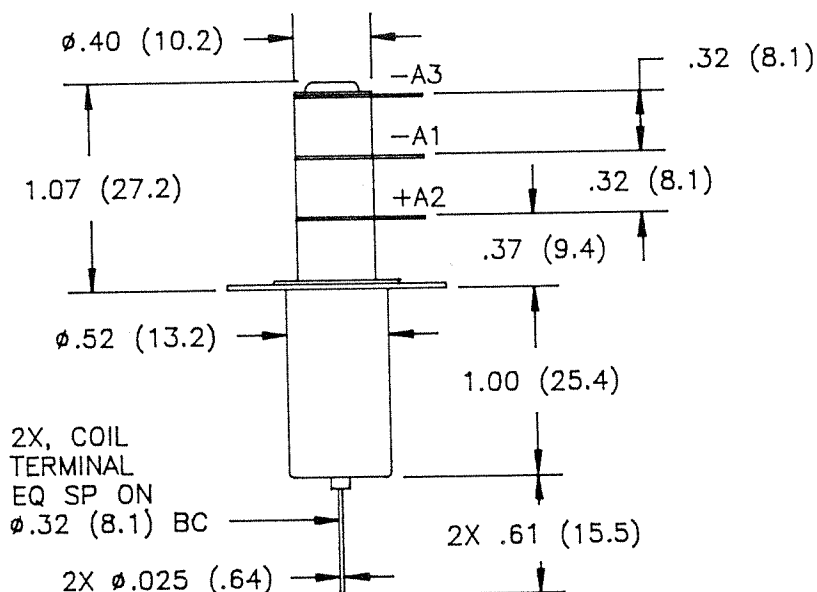 ø.40 (10.2)
.32 (8.1)
-A3
-A1
1.07 (27.2)
.32 (8.1)
+A2
.37 (9.4)
ø.52 (13.2)
1.00 (25.4)
2X, COIL
TERMINAL
EQ SP ON
ø.32 (8.1) BC
2X .61 (15.5)
2X ø.025 (.64)